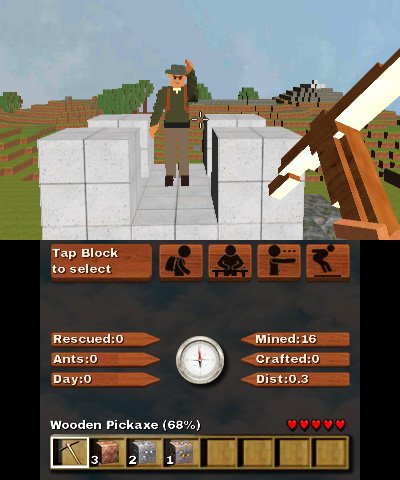 Tap Block
to select
Rescued:0
Mined:16
Ants:0
Crafted:0
Day:0
Dist:0.3
Wooden Pickaxe (68%)
3 2 1